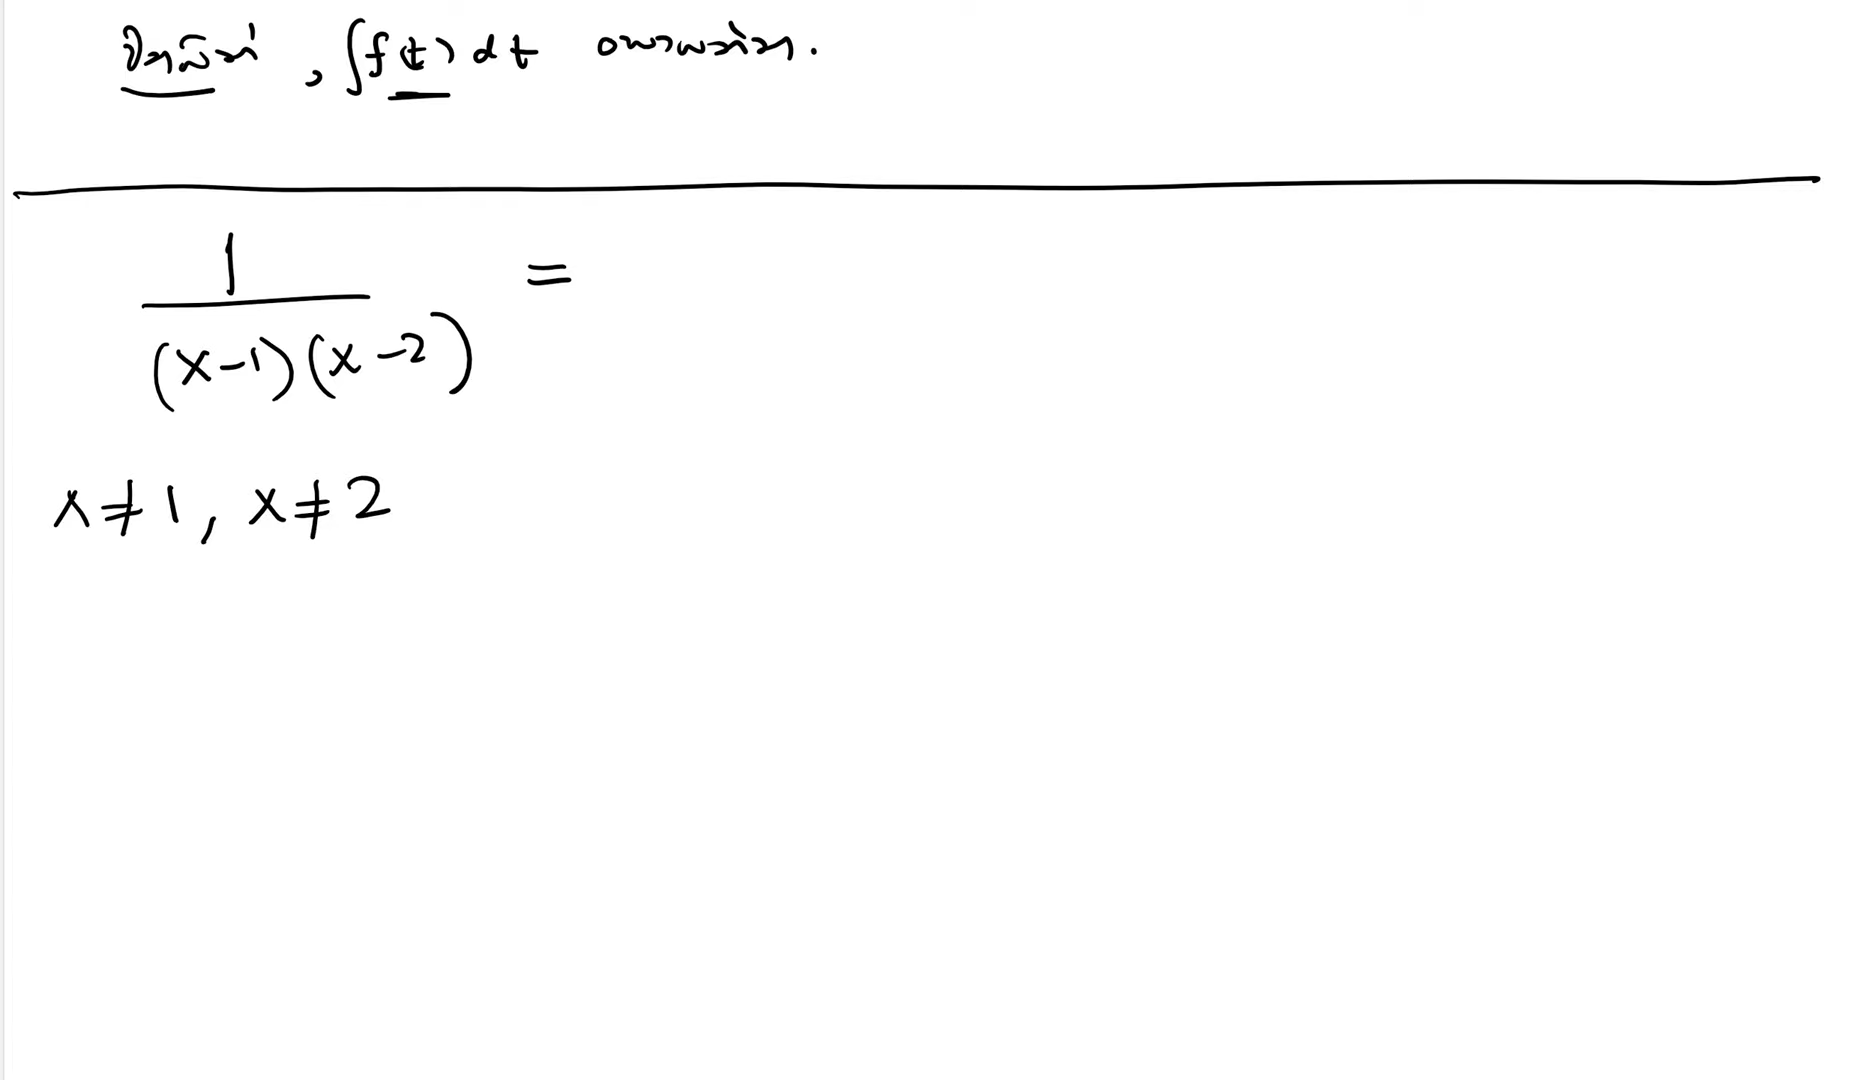 , ∫f(t) dt
1/((x-1)(x-2)) =
x≠1, x≠2